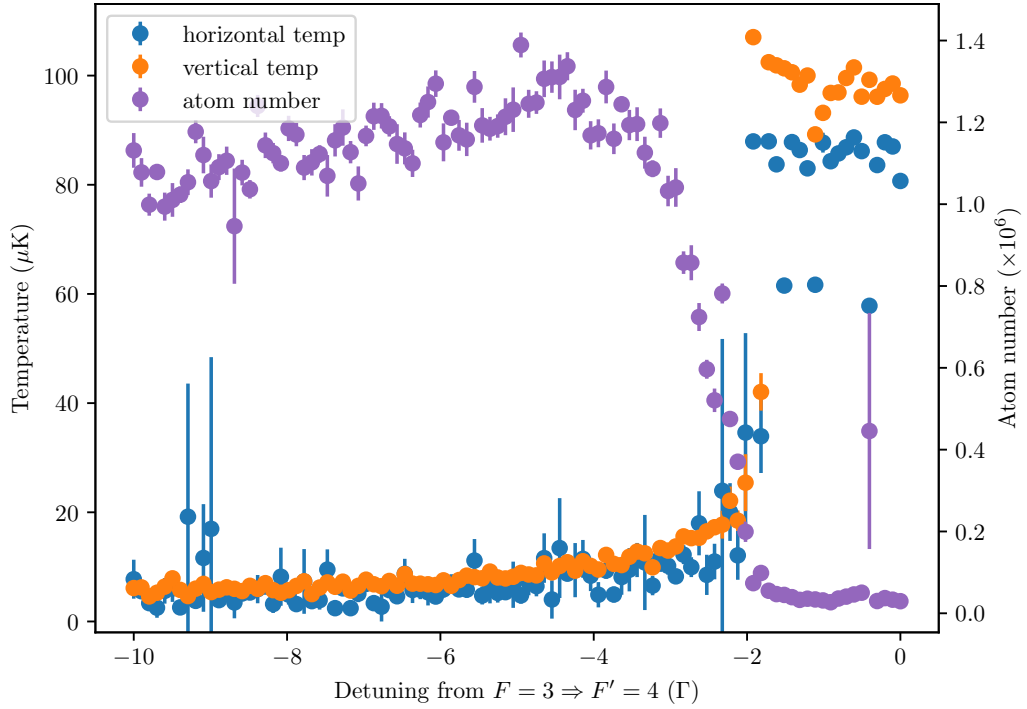 horizontal temp
vertical temp
atom number
Temperature (μK)
100
80
60
40
20
0
Atom number (×10⁶)
1.4
1.2
1.0
0.8
0.6
0.4
0.2
0.0
−10 −8 −6 −4 −2 0
Detuning from F = 3 ⇒ F′ = 4 (Γ)